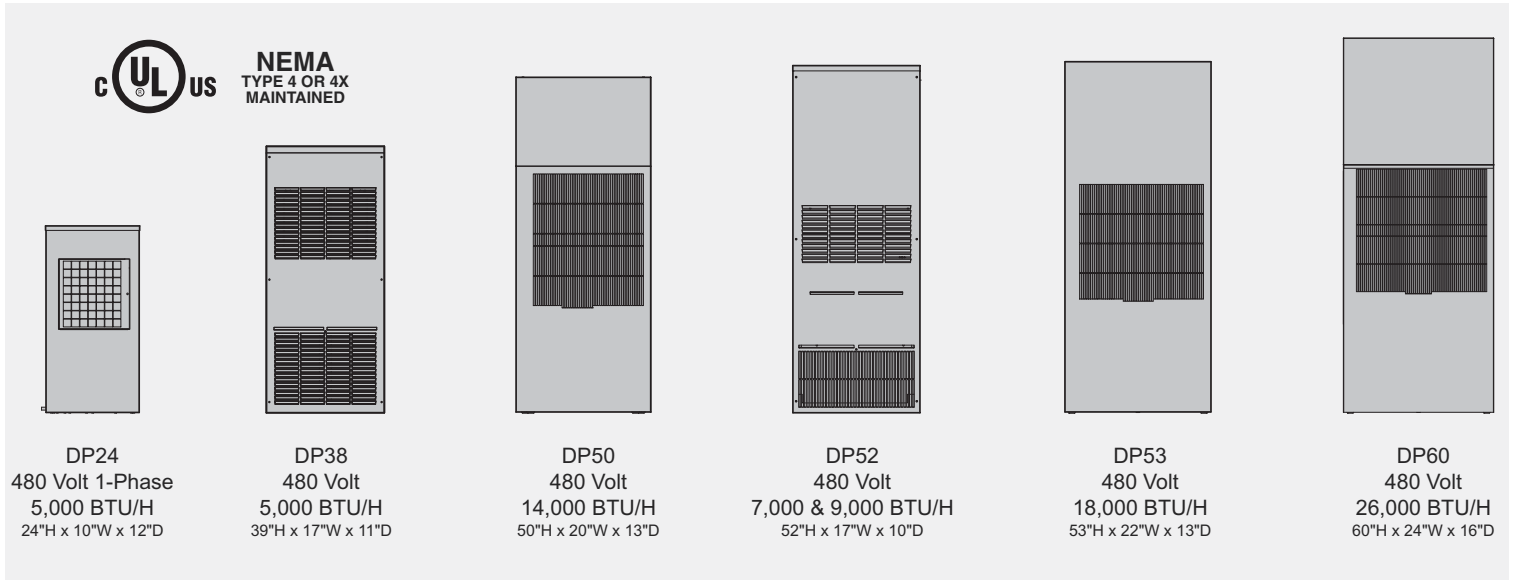 C UL ® US
NEMA
TYPE 4 OR 4X
MAINTAINED
DP24
480 Volt 1-Phase
5,000 BTU/H
24"H x 10"W x 12"D
DP38
480 Volt
5,000 BTU/H
39"H x 17"W x 11"D
DP50
480 Volt
14,000 BTU/H
50"H x 20"W x 13"D
DP52
480 Volt
7,000 & 9,000 BTU/H
52"H x 17"W x 10"D
DP53
480 Volt
18,000 BTU/H
53"H x 22"W x 13"D
DP60
480 Volt
26,000 BTU/H
60"H x 24"W x 16"D